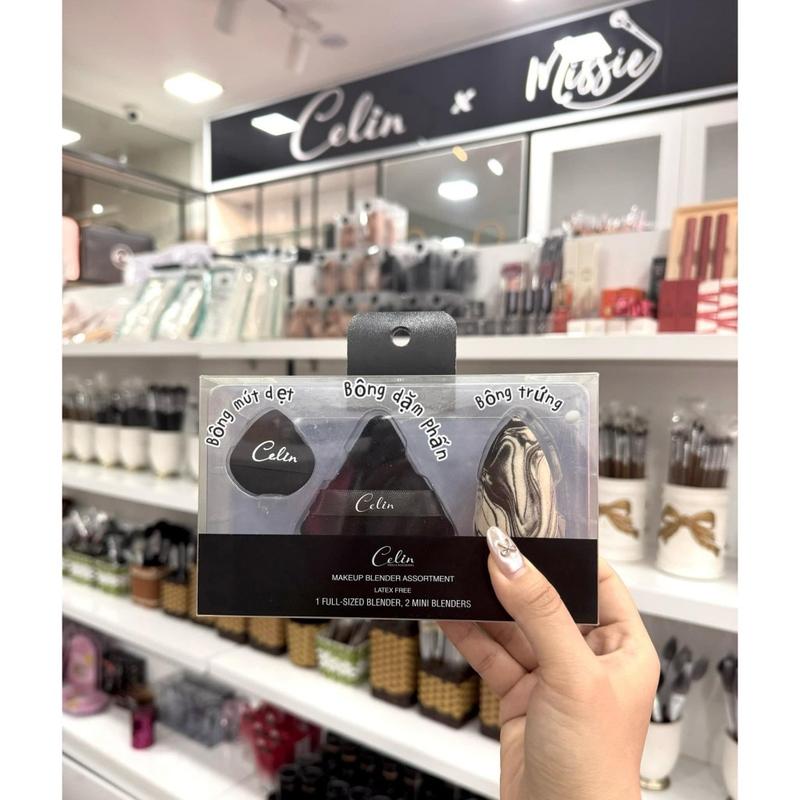 Celin x Missie
Bông mút dẹt
Bông dặm phấn
Bông trứng
Celin
Celin
Celin
MAKEUP BLENDER ASSORTMENT
LATEX FREE
1 FULL-SIZED BLENDER, 2 MINI BLENDERS